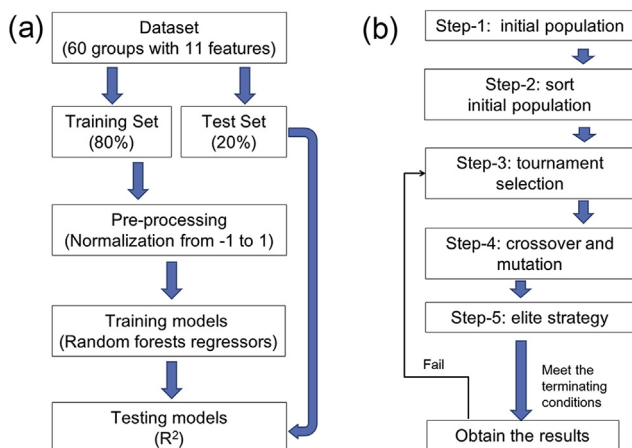 (a)
Dataset
(60 groups with 11 features)
Training Set
(80%)
Test Set
(20%)
Pre-processing
(Normalization from -1 to 1)
Training models
(Random forests regressors)
Testing models
(R²)
(b)
Step-1: initial population
Step-2: sort
initial population
Step-3: tournament
selection
Step-4: crossover and
mutation
Step-5: elite strategy
Fail
Meet the
terminating
conditions
Obtain the results